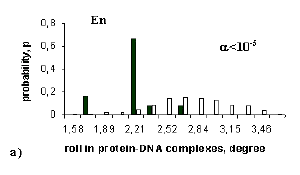 En
α<10⁻⁵
probability, p
0,8
0,6
0,4
0,2
0
1,58 1,89 2,21 2,52 2,84 3,15 3,46
a) roll in protein-DNA complexes, degree